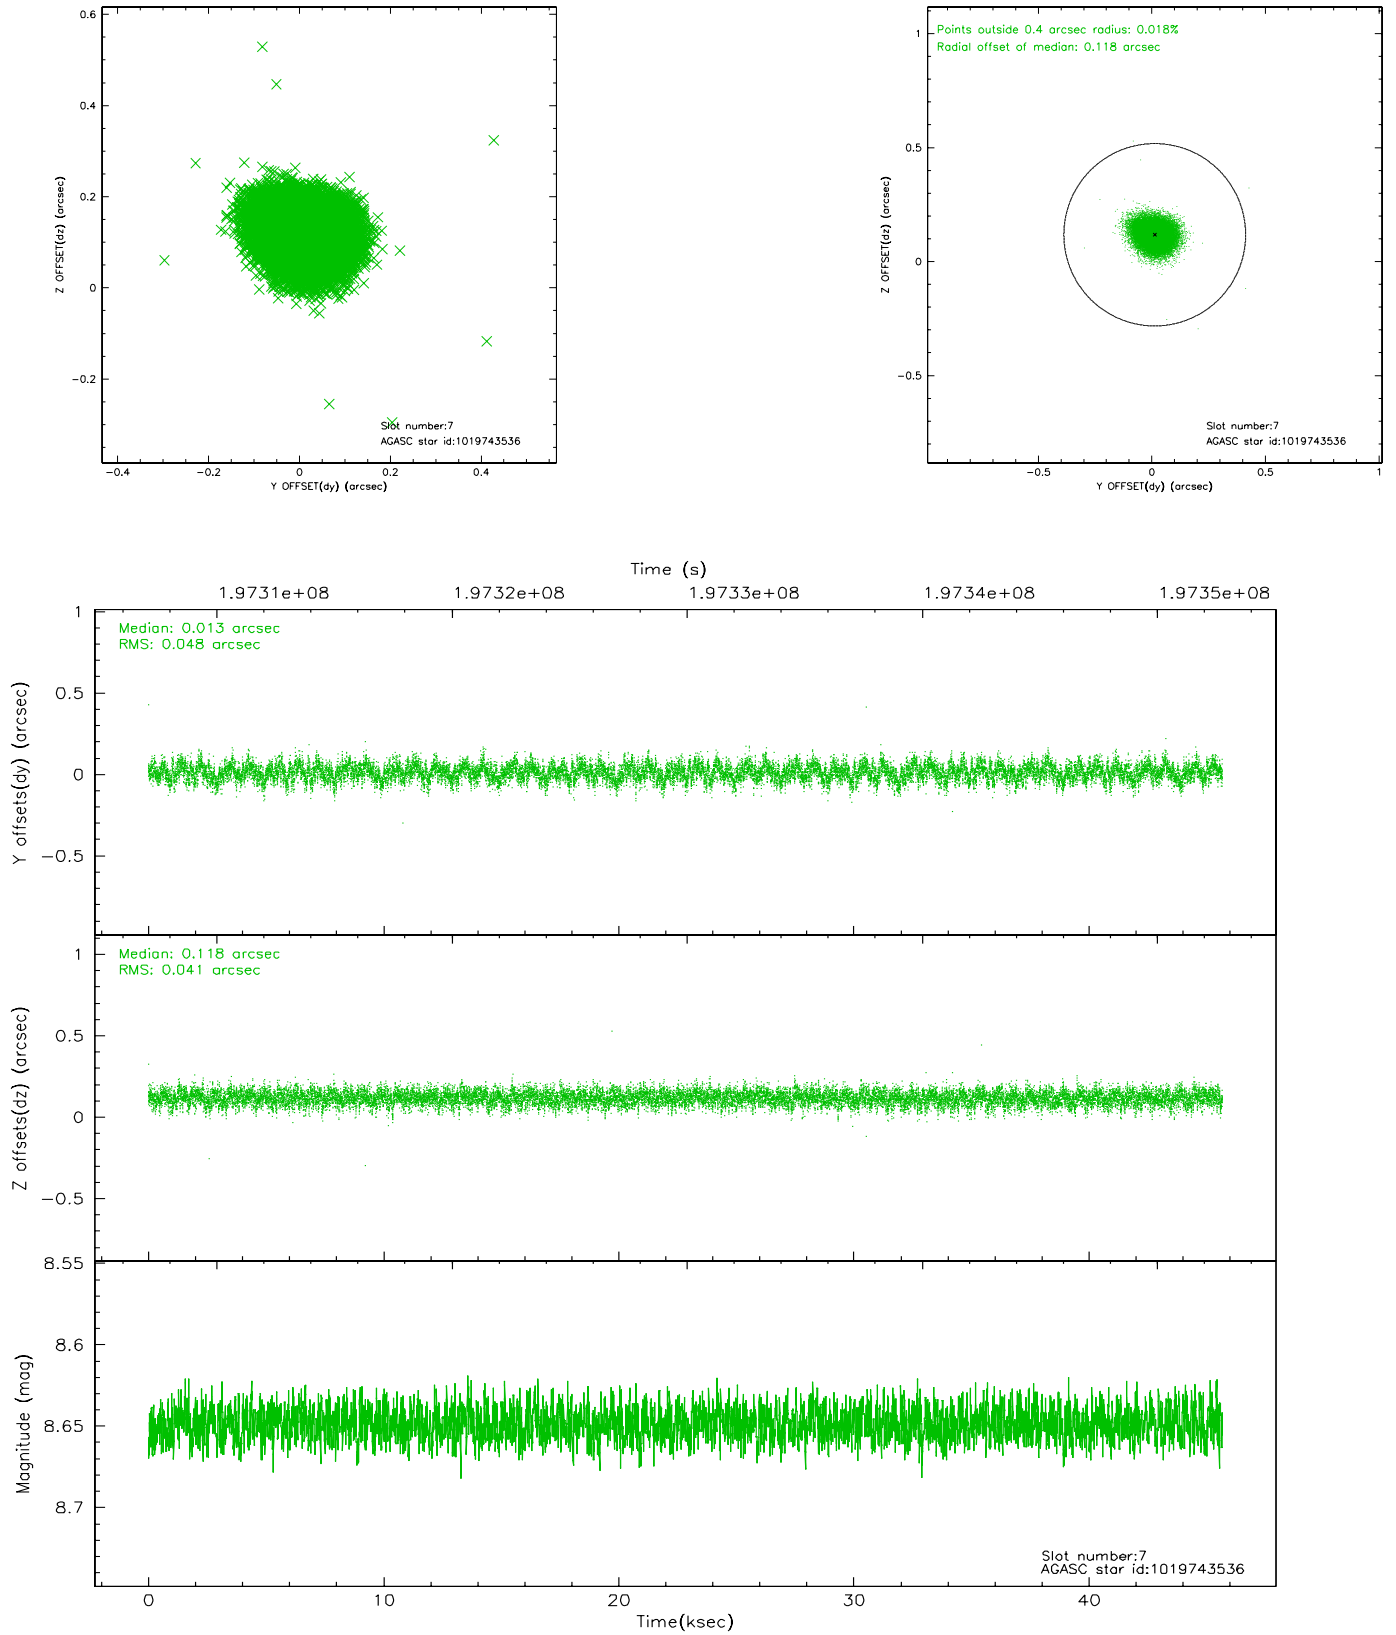 0.6
0.4
0.2
0
−0.2
Z OFFSET(dz) (arcsec)
−0.4
−0.2
0
0.2
0.4
Y OFFSET(dy) (arcsec)
Slot number:7
AGASC star id:1019743536
Points outside 0.4 arcsec radius: 0.018%
Radial offset of median: 0.118 arcsec
1
0.5
0
−0.5
Z OFFSET(dz) (arcsec)
−0.5
0
0.5
1
Y OFFSET(dy) (arcsec)
Slot number:7
AGASC star id:1019743536
Time (s)
1.9731e+08
1.9732e+08
1.9733e+08
1.9734e+08
1.9735e+08
Median: 0.013 arcsec
RMS: 0.048 arcsec
1
0.5
0
−0.5
Y offsets(dy) (arcsec)
Median: 0.118 arcsec
RMS: 0.041 arcsec
1
0.5
0
−0.5
Z offsets(dz) (arcsec)
8.55
8.6
8.65
8.7
Magnitude (mag)
Slot number:7
AGASC star id:1019743536
0
10
20
30
40
Time(ksec)